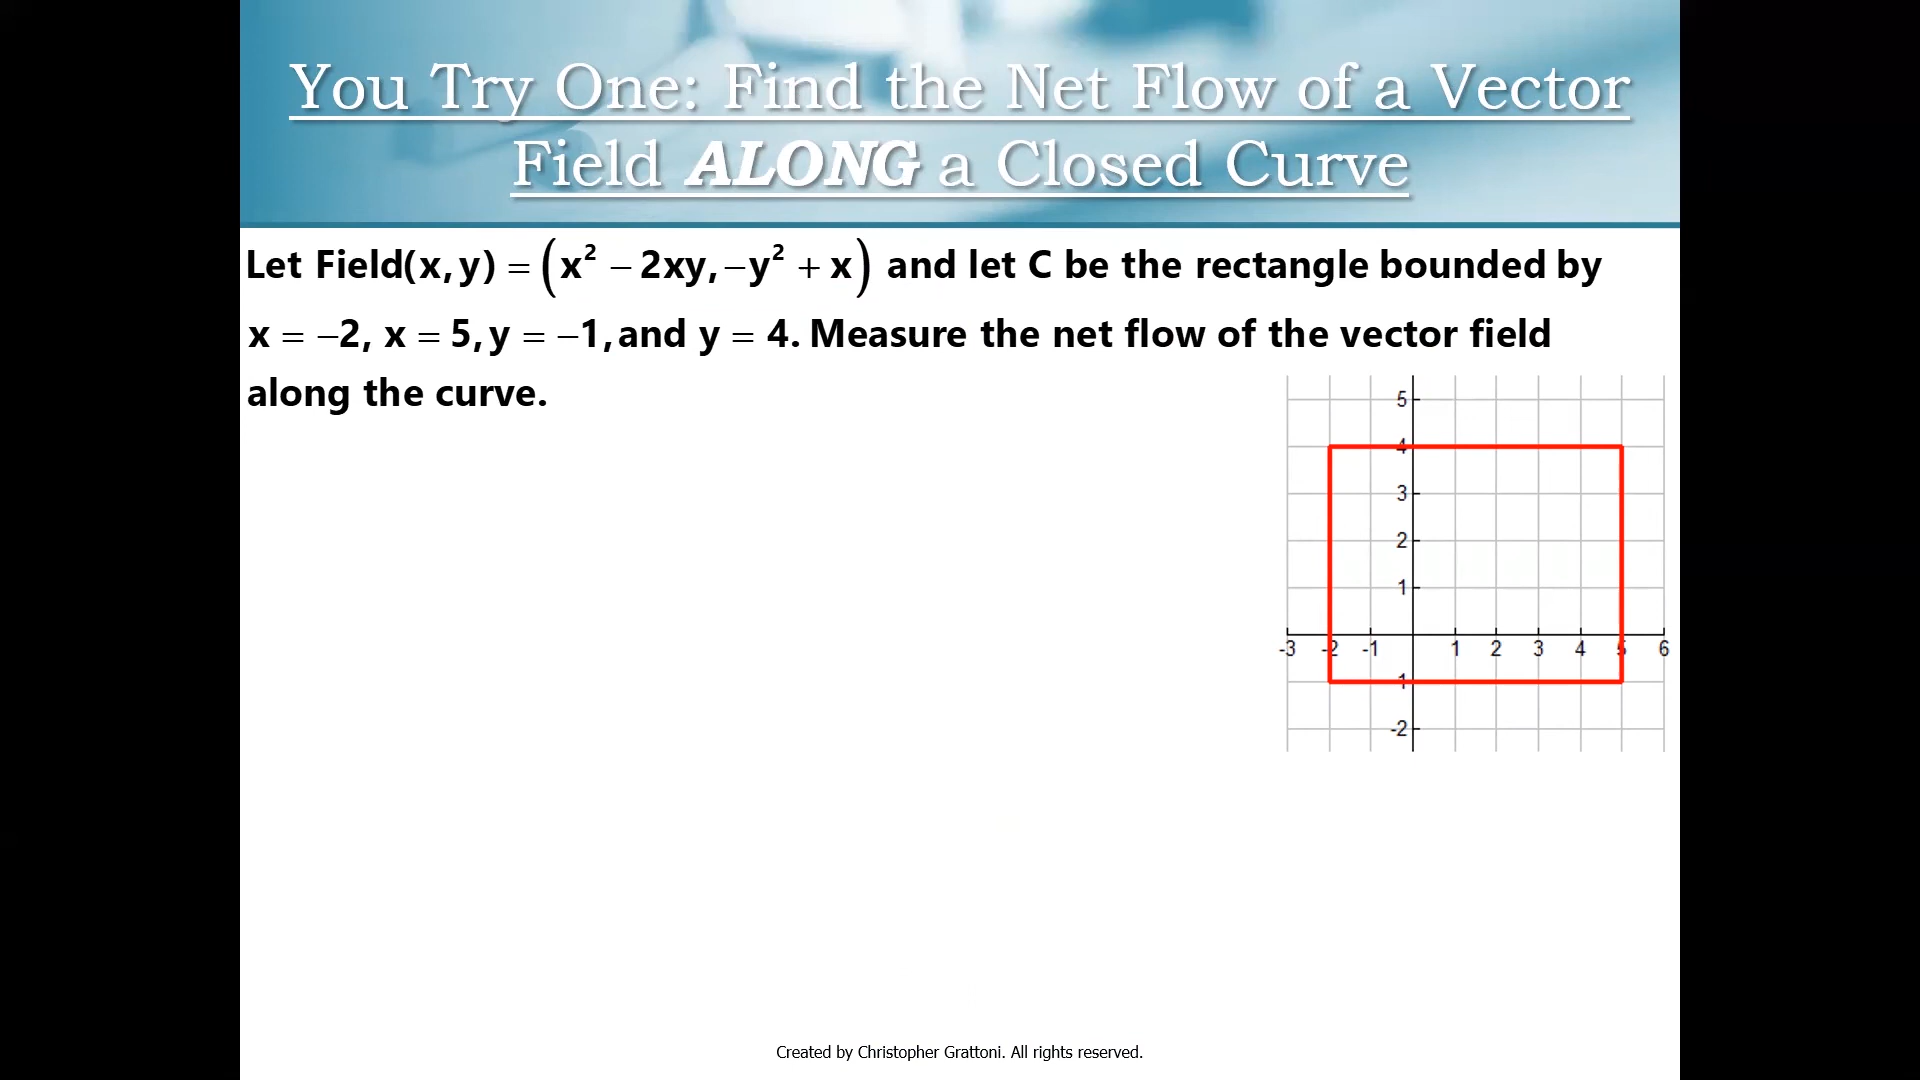 You Try One: Find the Net Flow of a Vector
Field ALONG a Closed Curve
Let Field(x,y) = (x² − 2xy, −y² + x) and let C be the rectangle bounded by
x = −2, x = 5, y = −1, and y = 4. Measure the net flow of the vector field
along the curve.
5
4
3
2
1
-3 -2 -1 1 2 3 4 5 6
-1
-2
Created by Christopher Grattoni. All rights reserved.